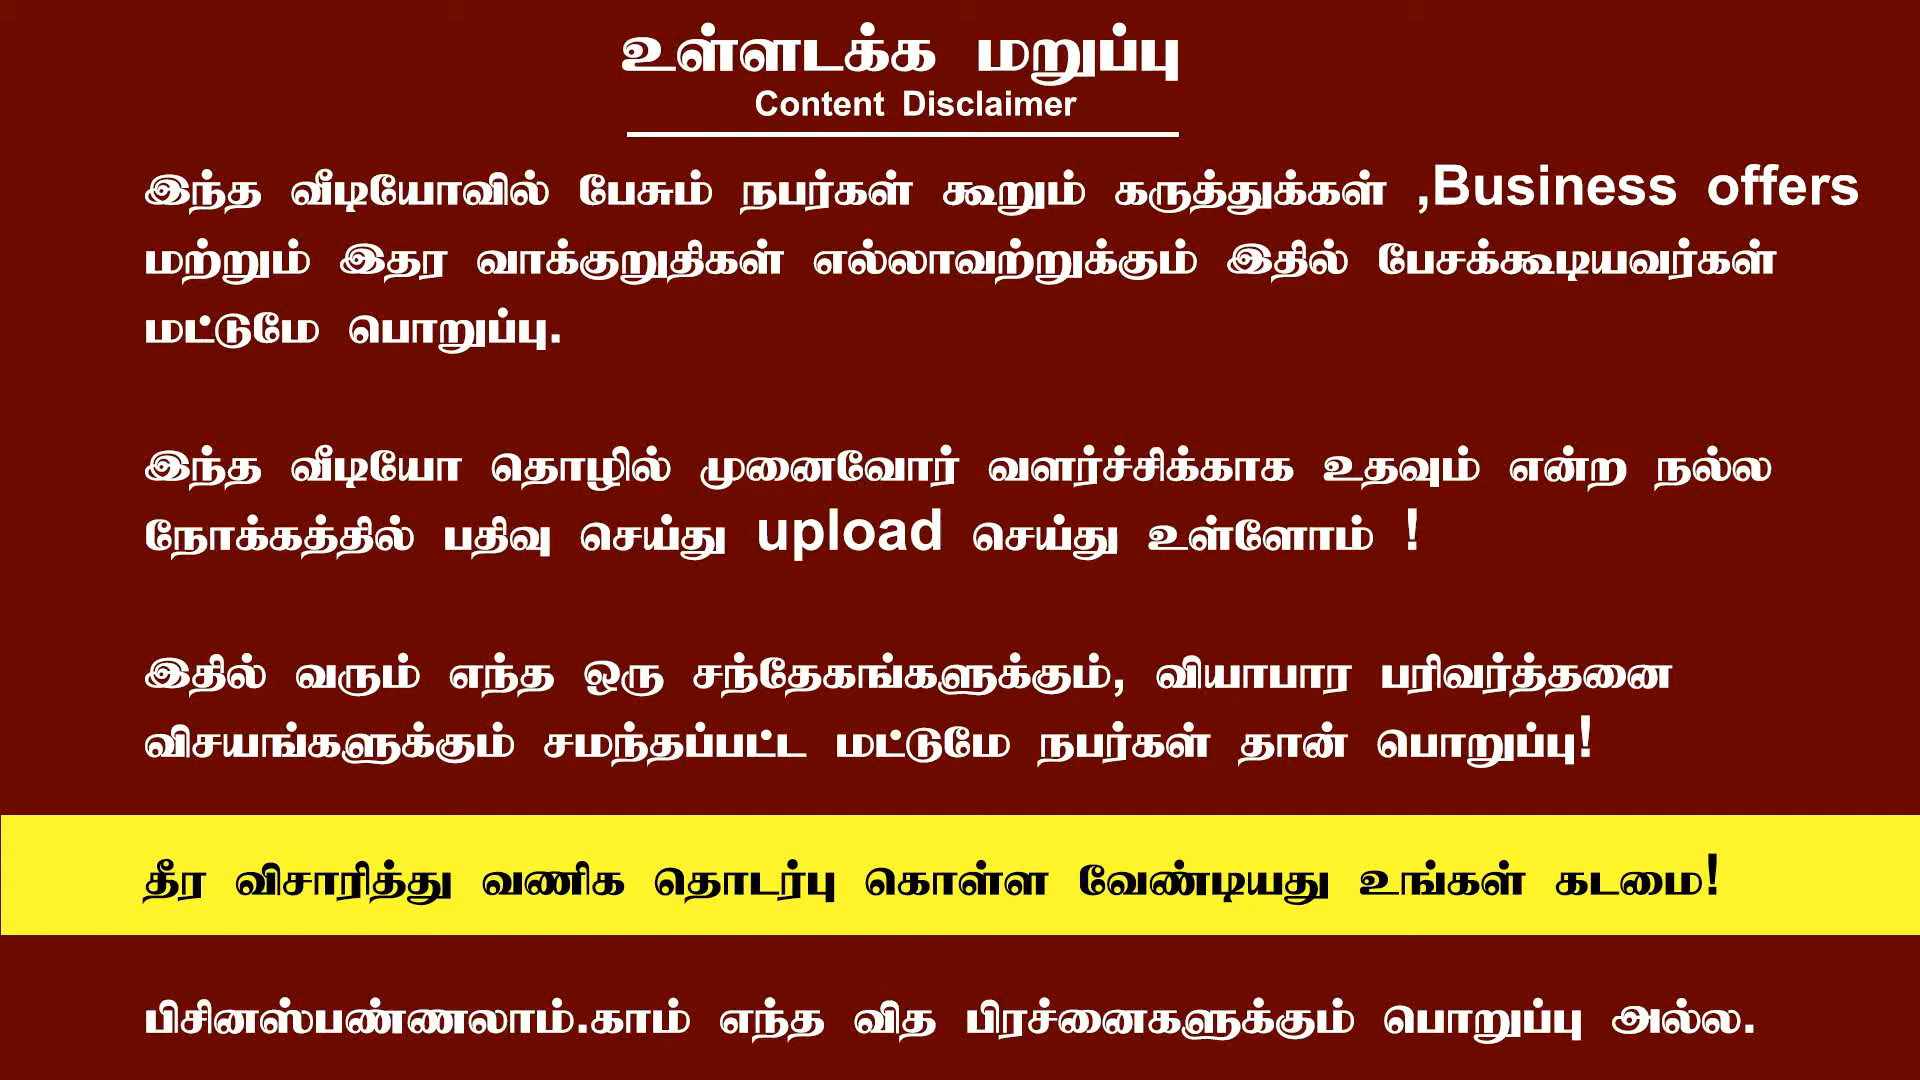 உள்ளடக்க மறுப்பு
Content Disclaimer
இந்த வீடியோவில் பேசும் நபர்கள் கூறும் கருத்துக்கள் ,Business offers
மற்றும் இதர வாக்குறுதிகள் எல்லாவற்றுக்கும் இதில் பேசக்கூடியவர்கள்
மட்டுமே பொறுப்பு.
இந்த வீடியோ தொழில் முனைவோர் வளர்ச்சிக்காக உதவும் என்ற நல்ல
நோக்கத்தில் பதிவு செய்து upload செய்து உள்ளோம் !
இதில் வரும் எந்த ஒரு சந்தேகங்களுக்கும், வியாபார பரிவர்த்தனை
விசயங்களுக்கும் சமந்தப்பட்ட மட்டுமே நபர்கள் தான் பொறுப்பு!
தீர விசாரித்து வணிக தொடர்பு கொள்ள வேண்டியது உங்கள் கடமை!
பிசினஸ்பண்ணலாம்.காம் எந்த வித பிரச்னைகளுக்கும் பொறுப்பு அல்ல.